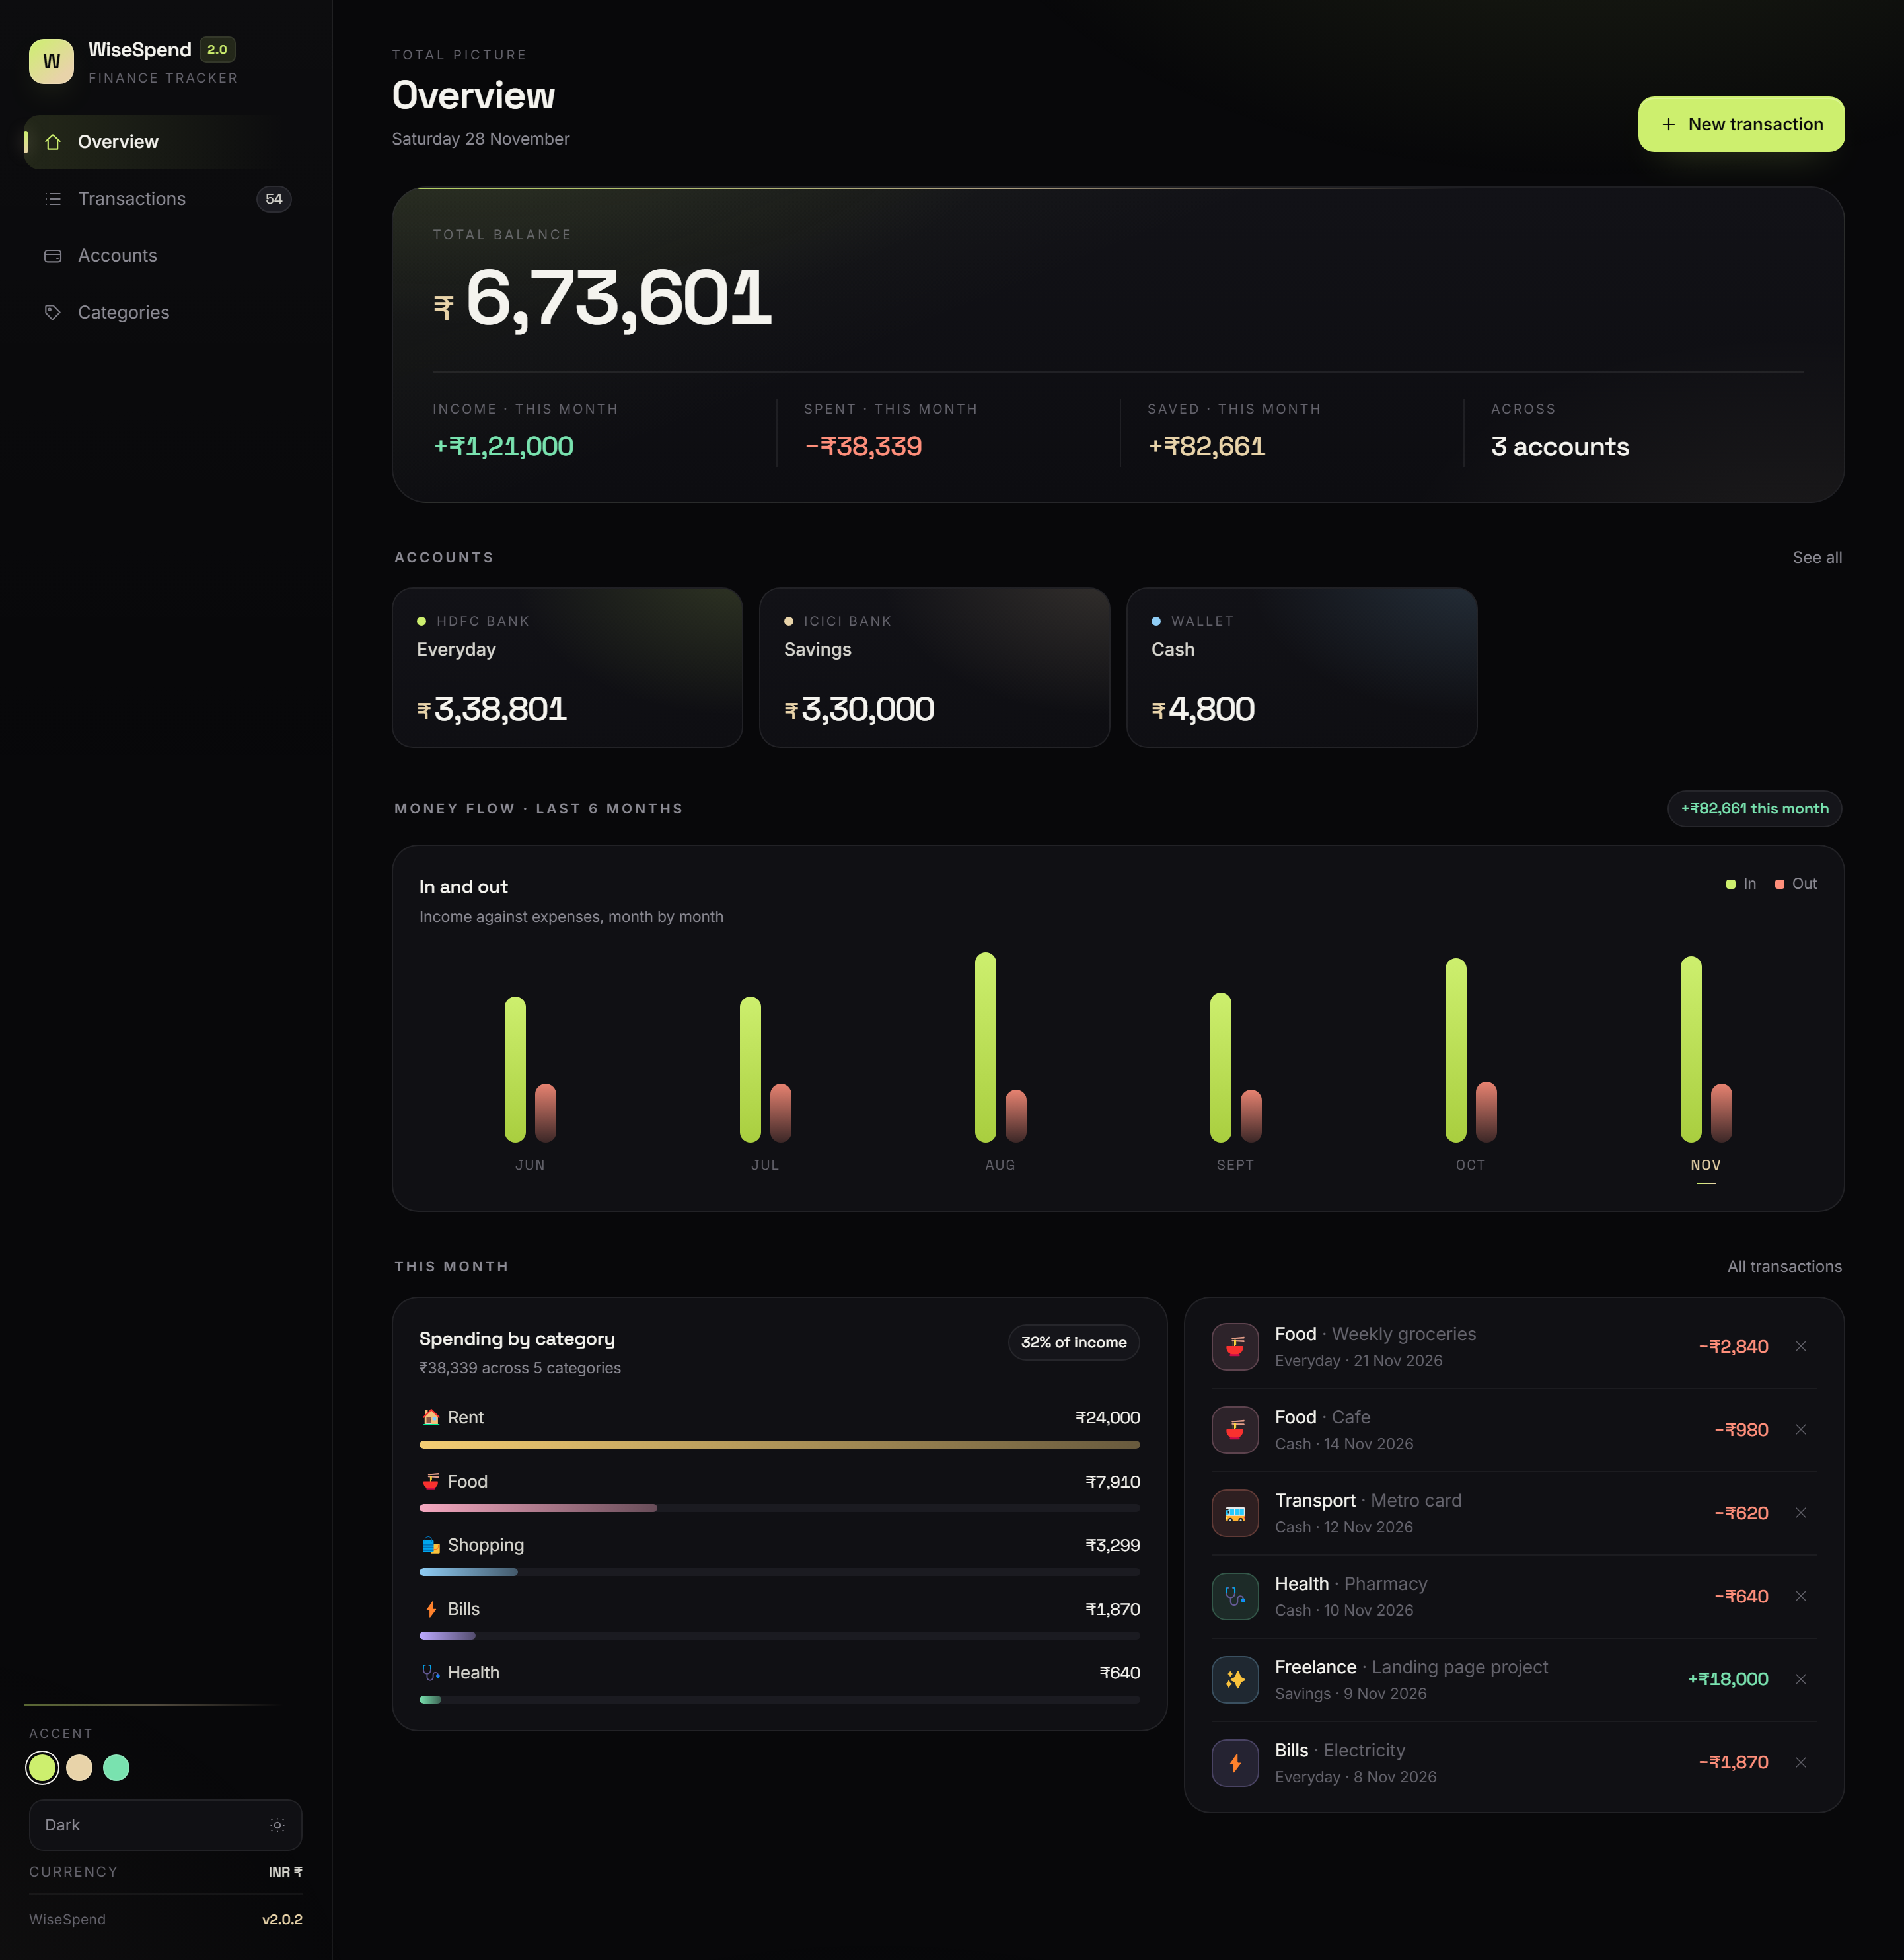 W
WiseSpend 2.0
FINANCE TRACKER
Overview
Transactions 54
Accounts
Categories
ACCENT
Dark
CURRENCY INR ₹
WiseSpend v2.0.2
TOTAL PICTURE
Overview
Saturday 28 November
+ New transaction
TOTAL BALANCE
₹ 6,73,601
INCOME · THIS MONTH
+₹1,21,000
SPENT · THIS MONTH
−₹38,339
SAVED · THIS MONTH
+₹82,661
ACROSS
3 accounts
ACCOUNTS
See all
HDFC BANK
Everyday
₹3,38,801
ICICI BANK
Savings
₹3,30,000
WALLET
Cash
₹4,800
MONEY FLOW · LAST 6 MONTHS
+₹82,661 this month
In and out
Income against expenses, month by month
In Out
JUN JUL AUG SEPT OCT NOV
THIS MONTH
All transactions
Spending by category
32% of income
₹38,339 across 5 categories
Rent ₹24,000
Food ₹7,910
Shopping ₹3,299
Bills ₹1,870
Health ₹640
Food · Weekly groceries
Everyday · 21 Nov 2026
−₹2,840
Food · Cafe
Cash · 14 Nov 2026
−₹980
Transport · Metro card
Cash · 12 Nov 2026
−₹620
Health · Pharmacy
Cash · 10 Nov 2026
−₹640
Freelance · Landing page project
Savings · 9 Nov 2026
+₹18,000
Bills · Electricity
Everyday · 8 Nov 2026
−₹1,870